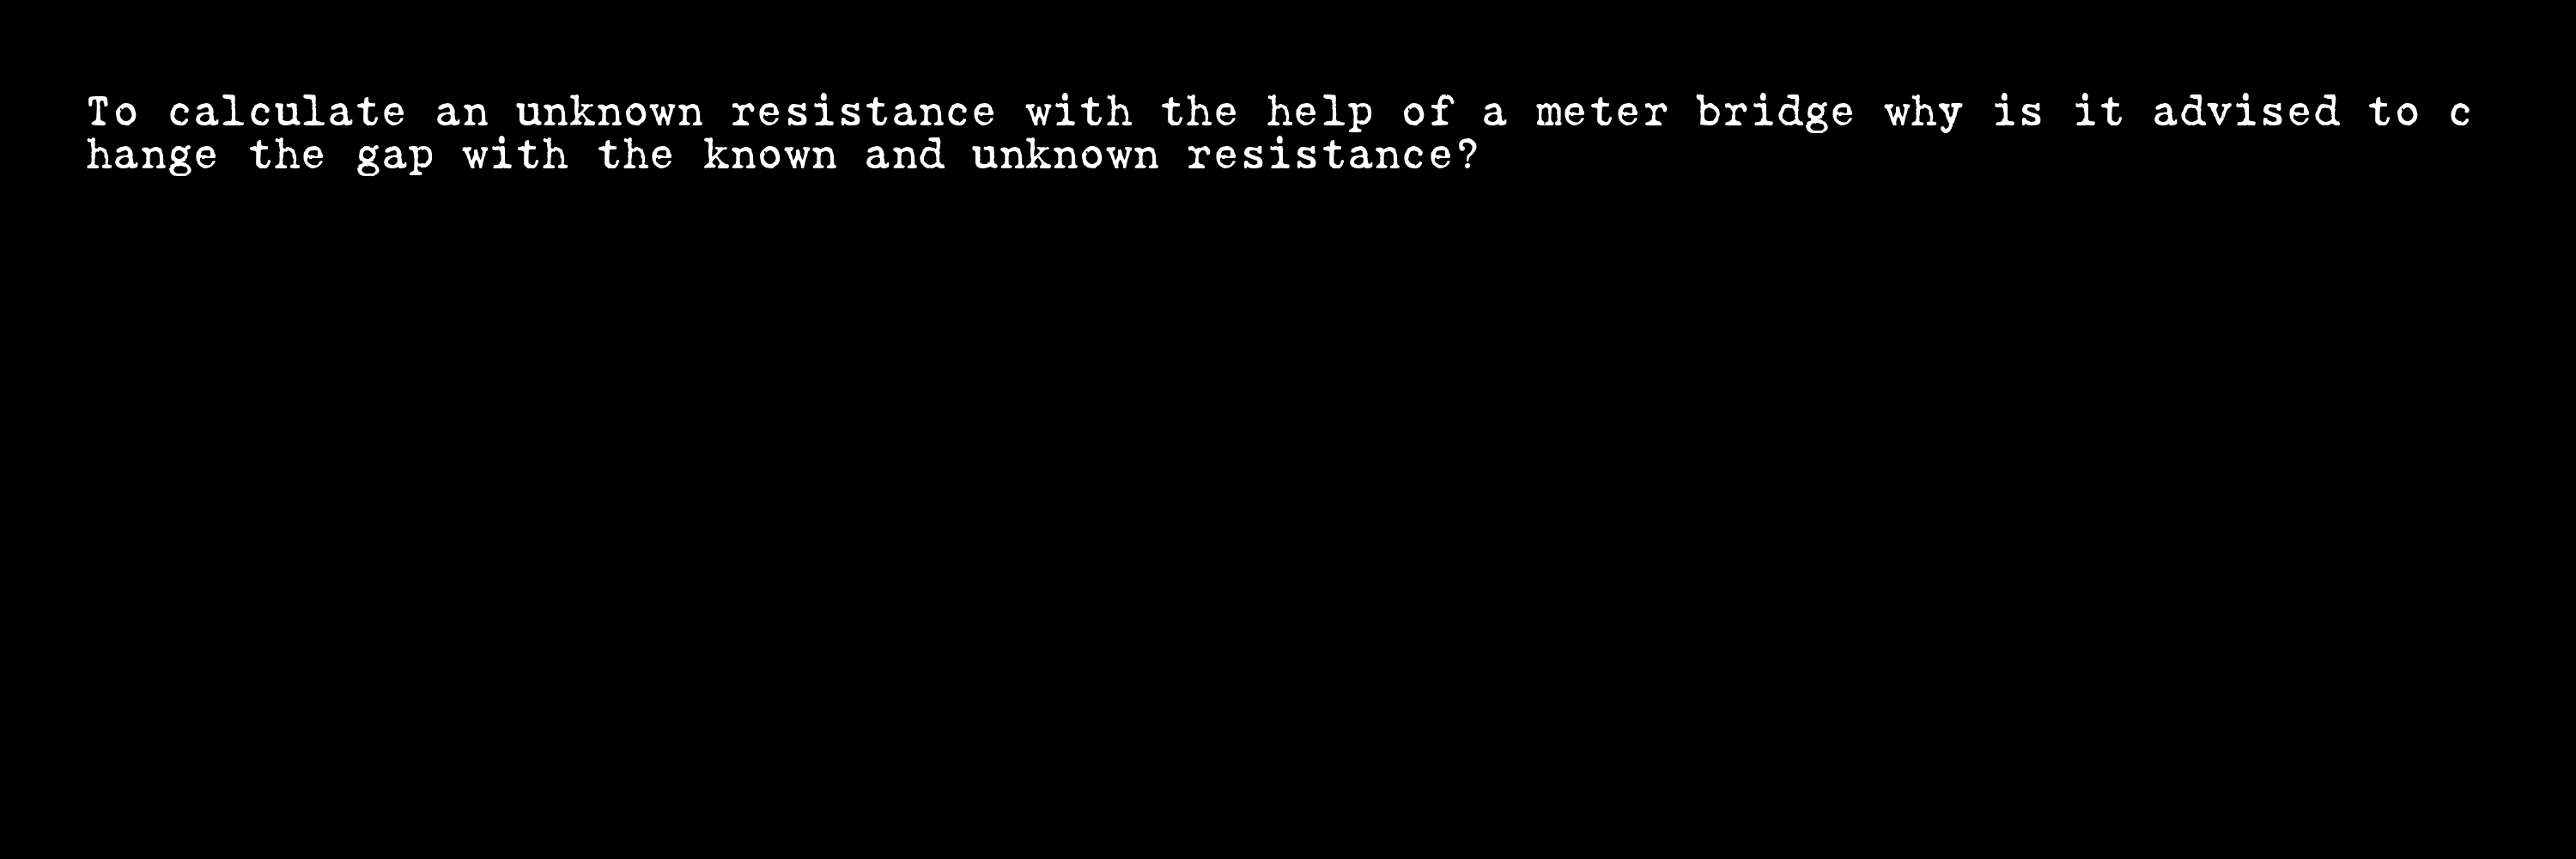 To calculate an unknown resistance with the help of a meter bridge why is it advised to c
hange the gap with the known and unknown resistance?